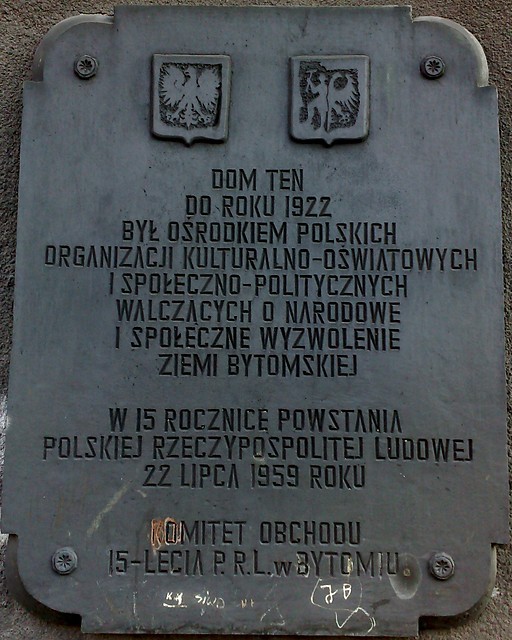 DOM TEN
DO ROKU 1922
BYŁ OŚRODKIEM POLSKICH
ORGANIZACJI KULTURALNO-OŚWIATOWYCH
I SPOŁECZNO-POLITYCZNYCH
WALCZĄCYCH O NARODOWE
I SPOŁECZNE WYZWOLENIE
ZIEMI BYTOMSKIEJ
W 15 ROCZNICĘ POWSTANIA
POLSKIEJ RZECZYPOSPOLITEJ LUDOWEJ
22 LIPCA 1959 ROKU
KOMITET OBCHODU
15-LECIA P.R.L. w BYTOMIU